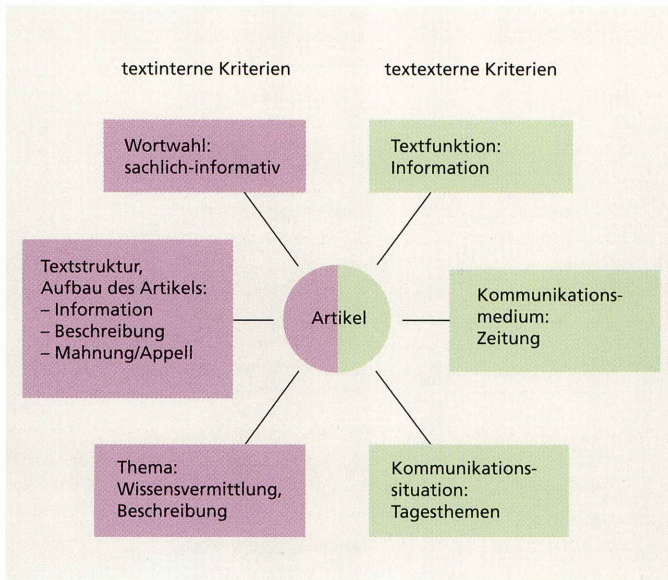 textinterne Kriterien
textexterne Kriterien
Wortwahl:
sachlich-informativ
Textfunktion:
Information
Textstruktur,
Aufbau des Artikels:
– Information
– Beschreibung
– Mahnung/Appell
Artikel
Kommunikations-
medium:
Zeitung
Thema:
Wissensvermittlung,
Beschreibung
Kommunikations-
situation:
Tagesthemen